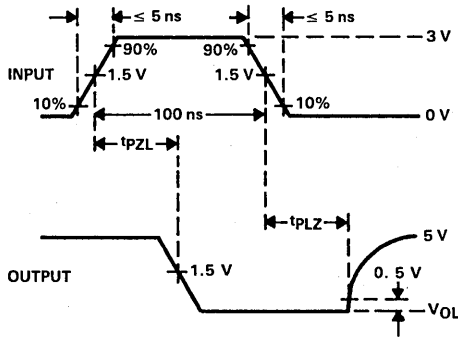 ≤ 5 ns ≤ 5 ns
90% 90% 3 V
INPUT 1.5 V 1.5 V
10% 10%
100 ns 0 V
tPZL
tPLZ
5 V
OUTPUT 1.5 V 0. 5 V
VOL